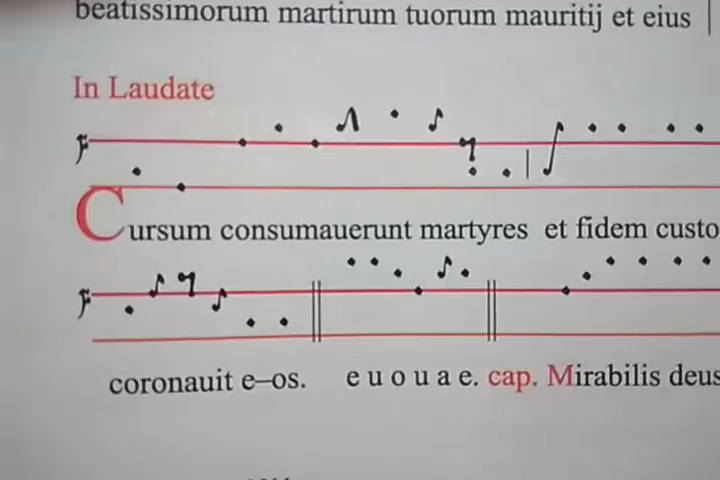 beatissimorum martirum tuorum mauritij et eius
In Laudate
Cursum consumauerunt martyres et fidem custo
coronauit e–os. e u o u a e. cap. Mirabilis deus